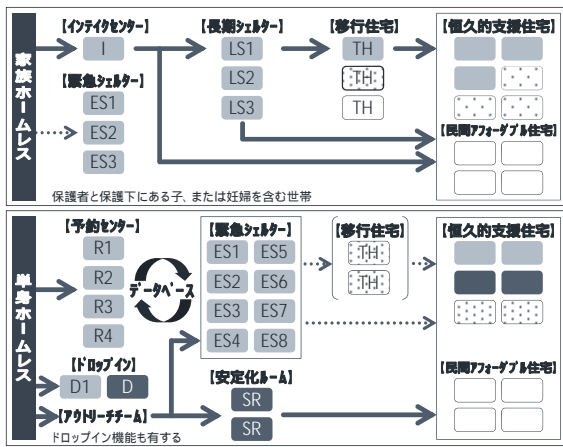 家族ホームレス
【インテイクセンター】
I
【緊急シェルター】
ES1
ES2
ES3
【長期シェルター】
LS1
LS2
LS3
【移行住宅】
TH
TH
TH
【恒久的支援住宅】
【民間アフォーダブル住宅】
保護者と保護下にある子、または妊婦を含む世帯
単身ホームレス
【予約センター】
R1
R2
R3
R4
データベース
【ドロップイン】
D1 D
【アウトリーチチーム】
ドロップイン機能も有する
【緊急シェルター】
ES1 ES5
ES2 ES6
ES3 ES7
ES4 ES8
【安定化ルーム】
SR
SR
【移行住宅】
TH
TH
【恒久的支援住宅】
【民間アフォーダブル住宅】